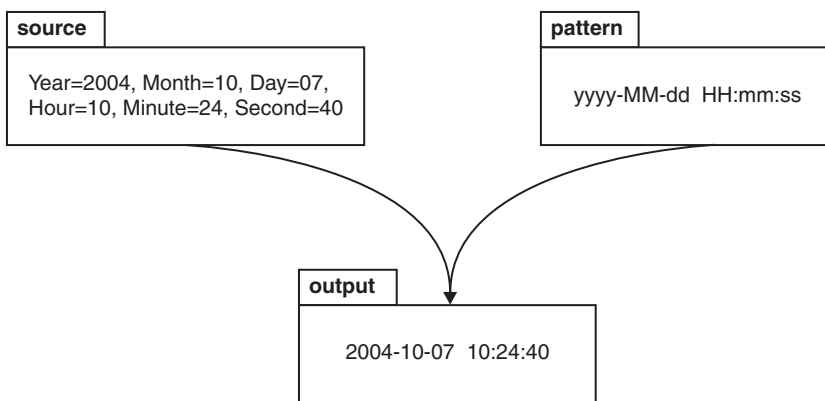 source
Year=2004, Month=10, Day=07,
Hour=10, Minute=24, Second=40
pattern
yyyy-MM-dd  HH:mm:ss
output
2004-10-07  10:24:40